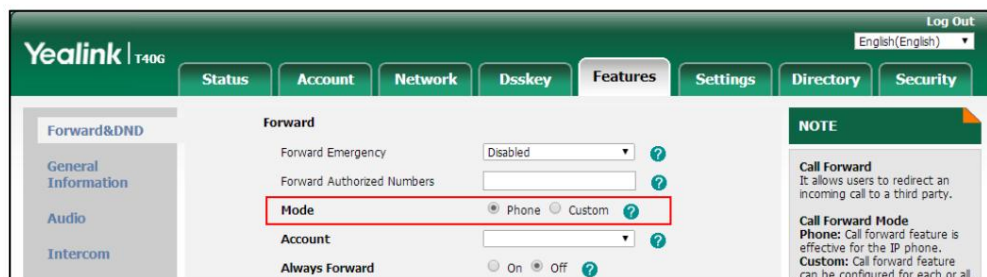 Log Out
Yealink | T40G
English(English)
Status Account Network Dsskey Features Settings Directory Security
Forward&DND
General
Information
Audio
Intercom
Forward
Forward Emergency Disabled
Forward Authorized Numbers
Mode Phone Custom
Account
Always Forward On Off
NOTE
Call Forward
It allows users to redirect an
incoming call to a third party.
Call Forward Mode
Phone: Call forward feature is
effective for the IP phone.
Custom: Call forward feature
can be configured for each or all